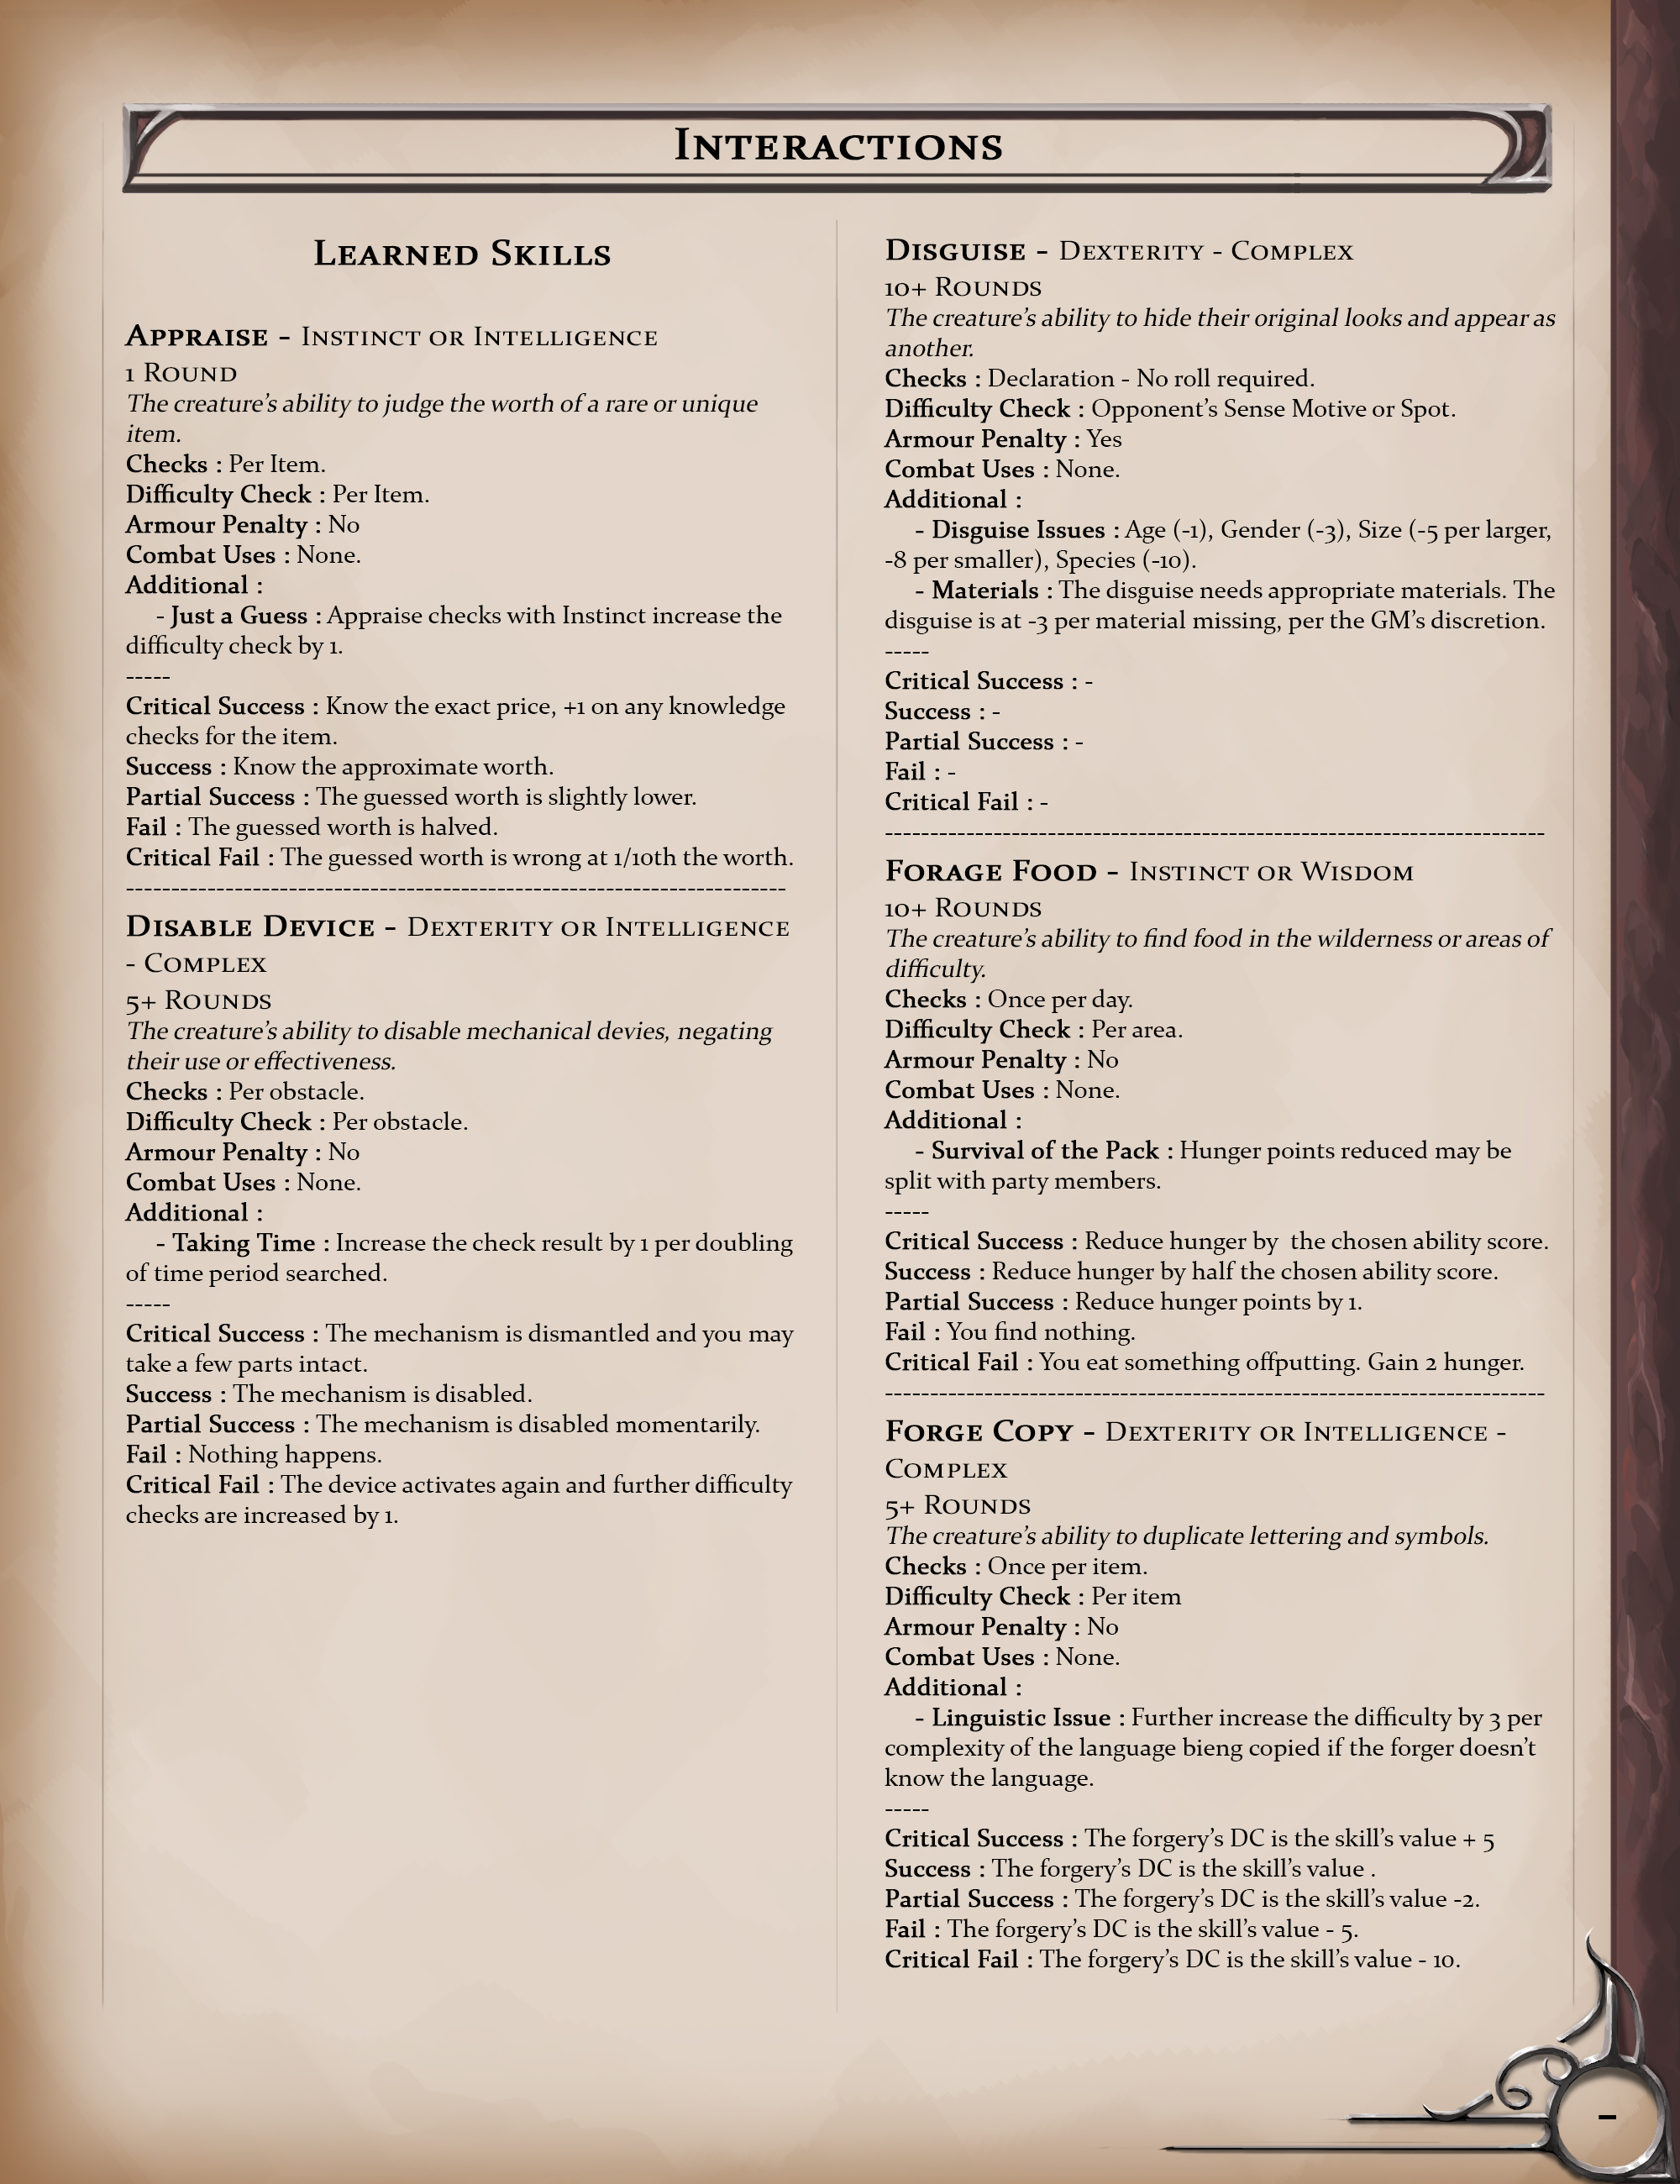 Interactions
Learned Skills
Appraise - Instinct or Intelligence
1 Round
The creature's ability to judge the worth of a rare or unique
item.
Checks : Per Item.
Difficulty Check : Per Item.
Armour Penalty : No
Combat Uses : None.
Additional :
- Just a Guess : Appraise checks with Instinct increase the
difficulty check by 1.
-----
Critical Success : Know the exact price, +1 on any knowledge
checks for the item.
Success : Know the approximate worth.
Partial Success : The guessed worth is slightly lower.
Fail : The guessed worth is halved.
Critical Fail : The guessed worth is wrong at 1/10th the worth.
-------------------------------------------------------------------------
Disable Device - Dexterity or Intelligence
- Complex
5+ Rounds
The creature's ability to disable mechanical devies, negating
their use or effectiveness.
Checks : Per obstacle.
Difficulty Check : Per obstacle.
Armour Penalty : No
Combat Uses : None.
Additional :
- Taking Time : Increase the check result by 1 per doubling
of time period searched.
-----
Critical Success : The mechanism is dismantled and you may
take a few parts intact.
Success : The mechanism is disabled.
Partial Success : The mechanism is disabled momentarily.
Fail : Nothing happens.
Critical Fail : The device activates again and further difficulty
checks are increased by 1.
Disguise - Dexterity - Complex
10+ Rounds
The creature's ability to hide their original looks and appear as
another.
Checks : Declaration - No roll required.
Difficulty Check : Opponent's Sense Motive or Spot.
Armour Penalty : Yes
Combat Uses : None.
Additional :
- Disguise Issues : Age (-1), Gender (-3), Size (-5 per larger,
-8 per smaller), Species (-10).
- Materials : The disguise needs appropriate materials. The
disguise is at -3 per material missing, per the GM's discretion.
-----
Critical Success : -
Success : -
Partial Success : -
Fail : -
Critical Fail : -
-------------------------------------------------------------------------
Forage Food - Instinct or Wisdom
10+ Rounds
The creature's ability to find food in the wilderness or areas of
difficulty.
Checks : Once per day.
Difficulty Check : Per area.
Armour Penalty : No
Combat Uses : None.
Additional :
- Survival of the Pack : Hunger points reduced may be
split with party members.
-----
Critical Success : Reduce hunger by  the chosen ability score.
Success : Reduce hunger by half the chosen ability score.
Partial Success : Reduce hunger points by 1.
Fail : You find nothing.
Critical Fail : You eat something offputting. Gain 2 hunger.
-------------------------------------------------------------------------
Forge Copy - Dexterity or Intelligence -
Complex
5+ Rounds
The creature's ability to duplicate lettering and symbols.
Checks : Once per item.
Difficulty Check : Per item
Armour Penalty : No
Combat Uses : None.
Additional :
- Linguistic Issue : Further increase the difficulty by 3 per
complexity of the language bieng copied if the forger doesn't
know the language.
-----
Critical Success : The forgery's DC is the skill's value + 5
Success : The forgery's DC is the skill's value .
Partial Success : The forgery's DC is the skill's value -2.
Fail : The forgery's DC is the skill's value - 5.
Critical Fail : The forgery's DC is the skill's value - 10.
-